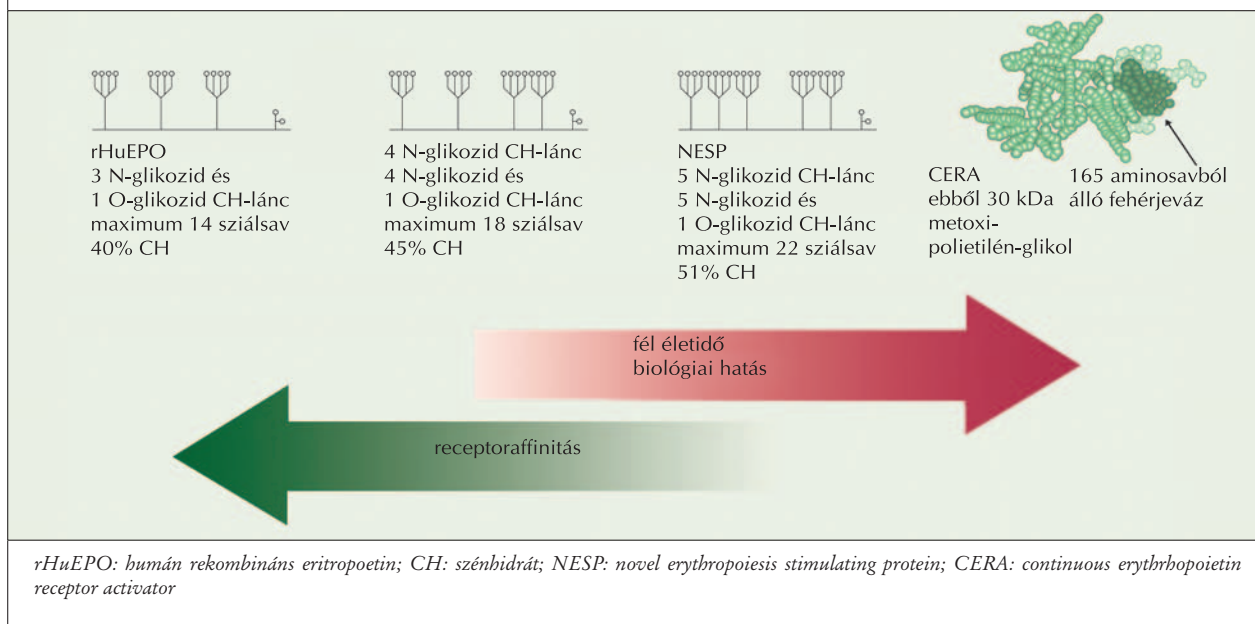 rHuEPO
3 N-glikozid és
1 O-glikozid CH-lánc
maximum 14 sziálsav
40% CH
4 N-glikozid CH-lánc
4 N-glikozid és
1 O-glikozid CH-lánc
maximum 18 sziálsav
45% CH
NESP
5 N-glikozid CH-lánc
5 N-glikozid és
1 O-glikozid CH-lánc
maximum 22 sziálsav
51% CH
CERA
ebből 30 kDa
metoxi-
polietilén-glikol
165 aminosavból
álló fehérjeváz
fél életidő
biológiai hatás
receptoraffinitás
rHuEPO: humán rekombináns eritropoetin; CH: szénhidrát; NESP: novel erythropoiesis stimulating protein; CERA: continuous erythrhopoietin
receptor activator